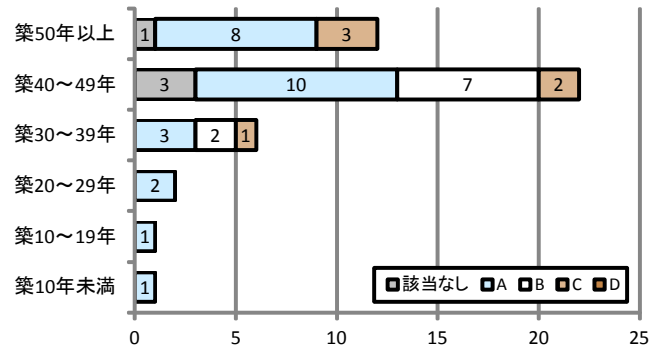 築50年以上 1 8 3
築40～49年 3 10 7 2
築30～39年 3 2 1
築20～29年 2
築10～19年 1
築10年未満 1
該当なし A B C D
0 5 10 15 20 25